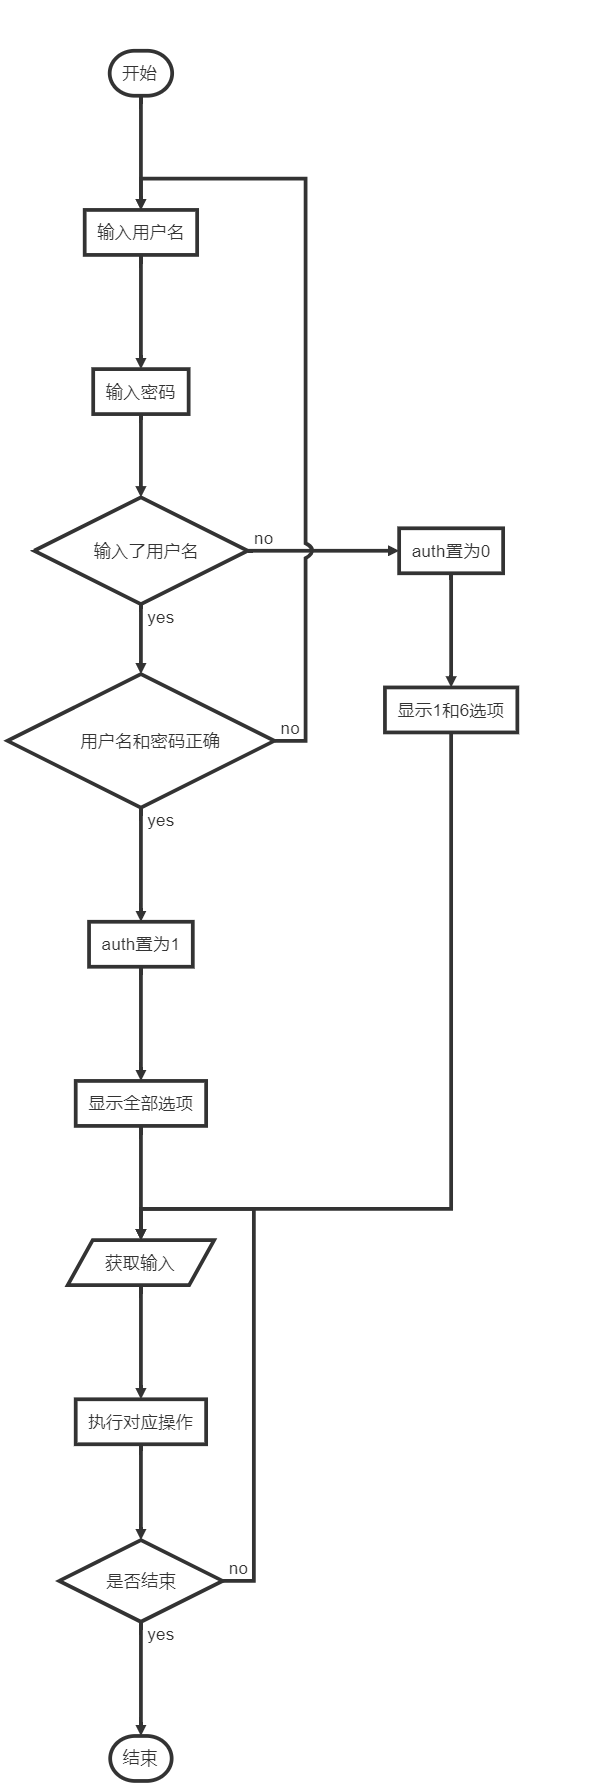 开始
输入用户名
输入密码
输入了用户名
no
auth置为0
yes
显示1和6选项
用户名和密码正确
no
yes
auth置为1
显示全部选项
获取输入
执行对应操作
是否结束
no
yes
结束